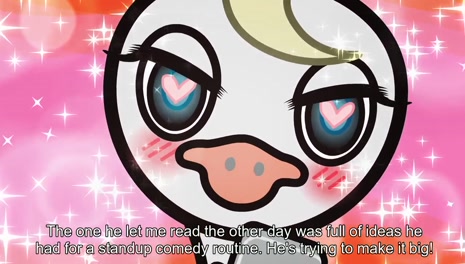 The one he let me read the other day was full of ideas he
had for a standup comedy routine. He's trying to make it big!